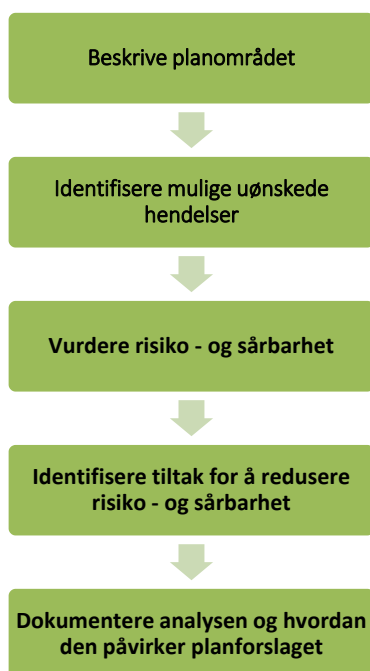 Beskrive planområdet
Identifisere mulige uønskede
hendelser
Vurdere risiko - og sårbarhet
Identifisere tiltak for å redusere
risiko - og sårbarhet
Dokumentere analysen og hvordan
den påvirker planforslaget